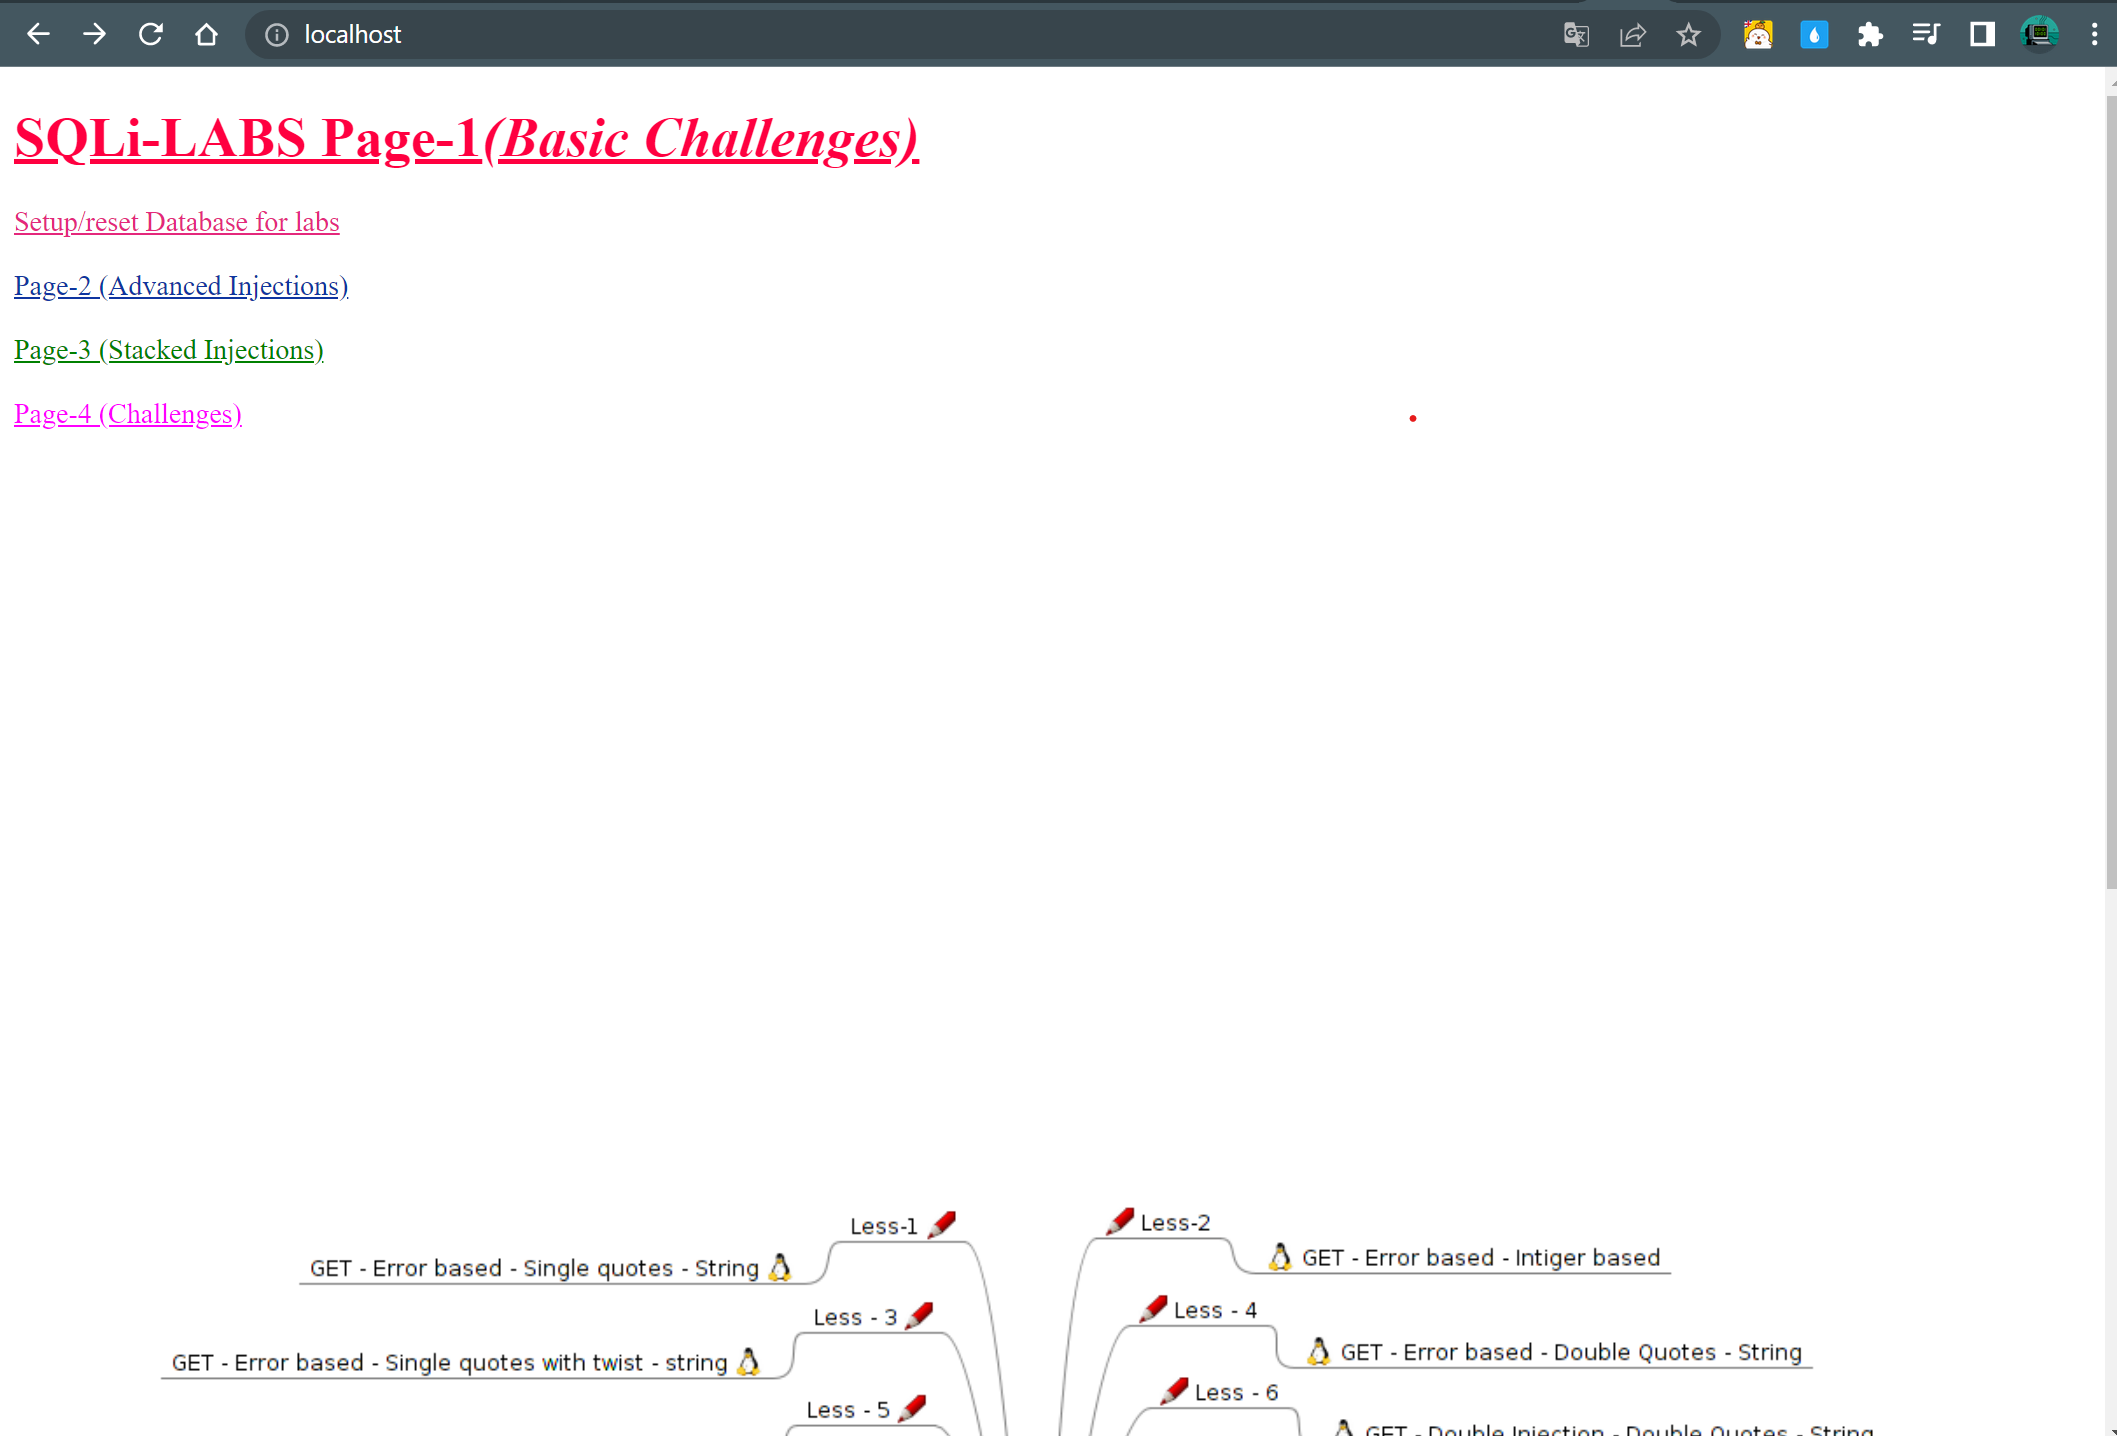 localhost
SQLi-LABS Page-1(Basic Challenges)
Setup/reset Database for labs
Page-2 (Advanced Injections)
Page-3 (Stacked Injections)
Page-4 (Challenges)
Less-1
Less-2
GET - Error based - Single quotes - String
GET - Error based - Intiger based
Less - 3
Less - 4
GET - Error based - Single quotes with twist - string
GET - Error based - Double Quotes - String
Less - 5
Less - 6
GET - Double Injection - Double Quotes - String